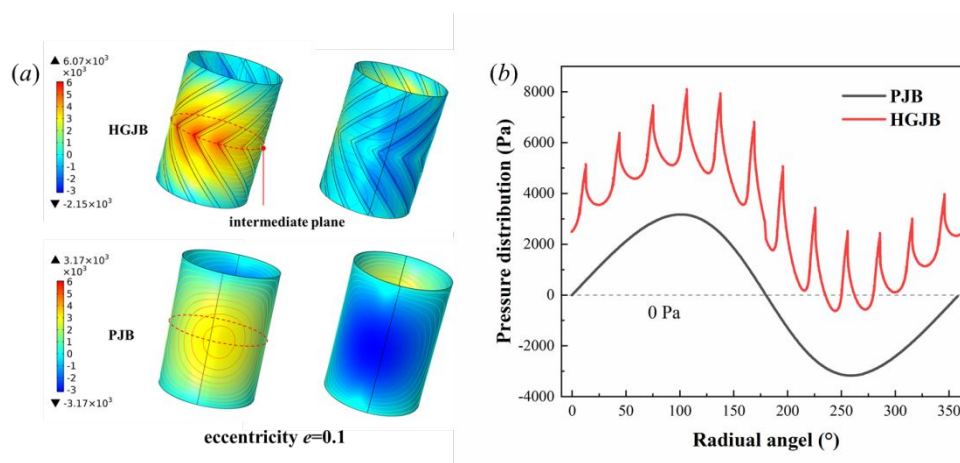 (a)
▲ 6.07×10³
×10³
6
5
4
3
2
1
0
-1
-2
-3
▼ -2.15×10³
HGJB
intermediate plane
▲ 3.17×10³
×10³
6
5
4
3
2
1
0
-1
-2
-3
▼ -3.17×10³
PJB
eccentricity e=0.1
(b)
Pressure distribution (Pa)
8000
6000
4000
2000
0
-2000
-4000
PJB
HGJB
0 Pa
0 50 100 150 200 250 300 350
Radiual angel (°)